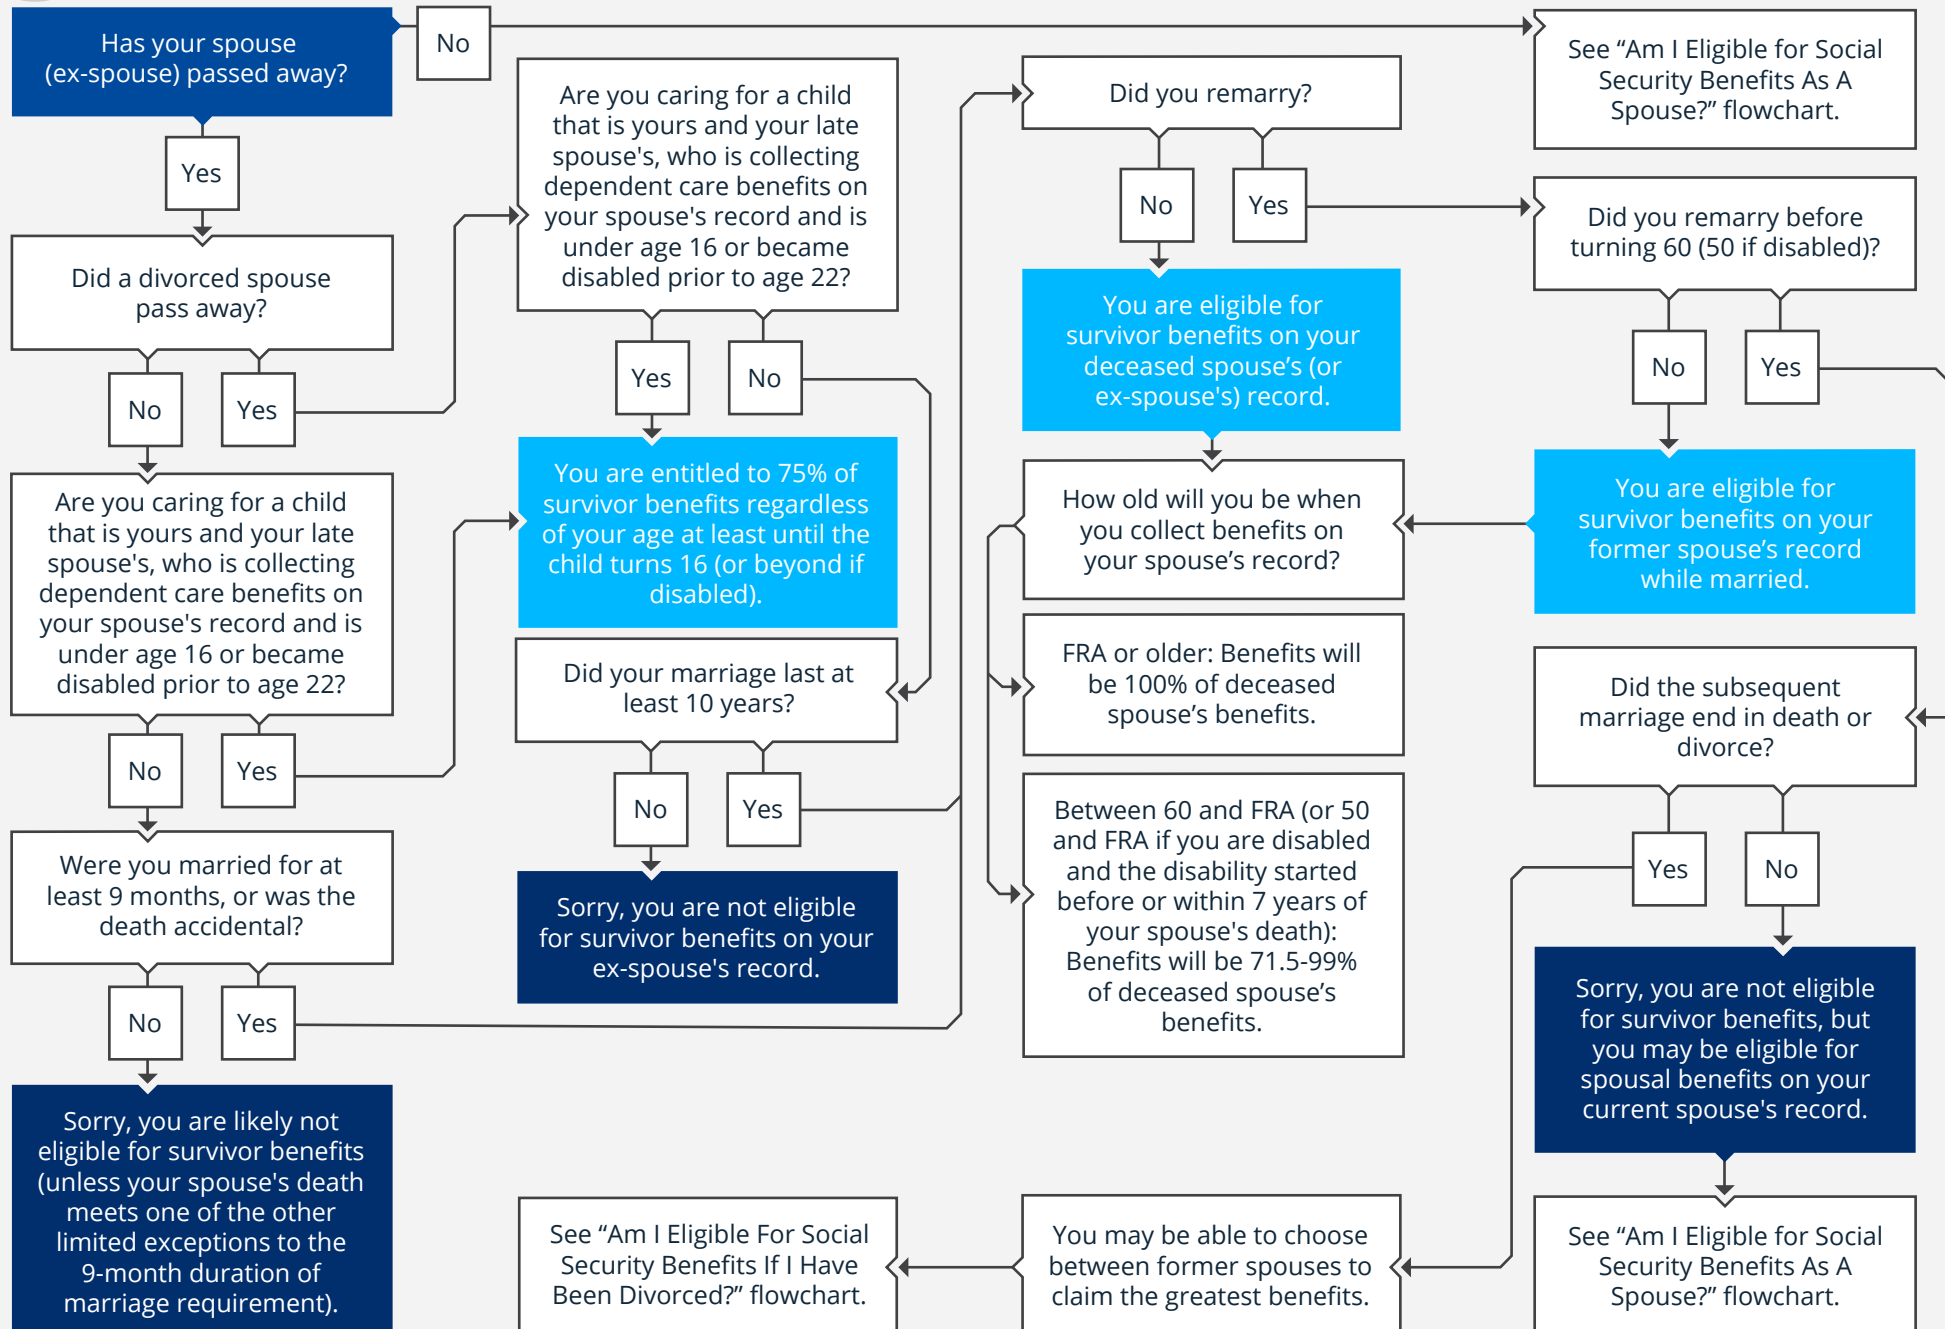 Has your spouse
(ex-spouse) passed away?
No
Yes
Did a divorced spouse
pass away?
No
Yes
Are you caring for a child
that is yours and your late
spouse's, who is collecting
dependent care benefits on
your spouse's record and is
under age 16 or became
disabled prior to age 22?
No
Yes
Were you married for at
least 9 months, or was the
death accidental?
No
Yes
Sorry, you are likely not
eligible for survivor benefits
(unless your spouse's death
meets one of the other
limited exceptions to the
9-month duration of
marriage requirement).
Are you caring for a child
that is yours and your late
spouse's, who is collecting
dependent care benefits on
your spouse's record and is
under age 16 or became
disabled prior to age 22?
Yes
No
You are entitled to 75% of
survivor benefits regardless
of your age at least until the
child turns 16 (or beyond if
disabled).
Did your marriage last at
least 10 years?
No
Yes
Sorry, you are not eligible
for survivor benefits on your
ex-spouse's record.
See “Am I Eligible For Social
Security Benefits If I Have
Been Divorced?” flowchart.
Did you remarry?
No
Yes
You are eligible for
survivor benefits on your
deceased spouse’s (or
ex-spouse's) record.
How old will you be when
you collect benefits on
your spouse’s record?
FRA or older: Benefits will
be 100% of deceased
spouse’s benefits.
Between 60 and FRA (or 50
and FRA if you are disabled
and the disability started
before or within 7 years of
your spouse's death):
Benefits will be 71.5-99%
of deceased spouse’s
benefits.
You may be able to choose
between former spouses to
claim the greatest benefits.
See “Am I Eligible for Social
Security Benefits As A
Spouse?” flowchart.
Did you remarry before
turning 60 (50 if disabled)?
No
Yes
You are eligible for
survivor benefits on your
former spouse’s record
while married.
Did the subsequent
marriage end in death or
divorce?
Yes
No
Sorry, you are not eligible
for survivor benefits, but
you may be eligible for
spousal benefits on your
current spouse's record.
See “Am I Eligible for Social
Security Benefits As A
Spouse?” flowchart.